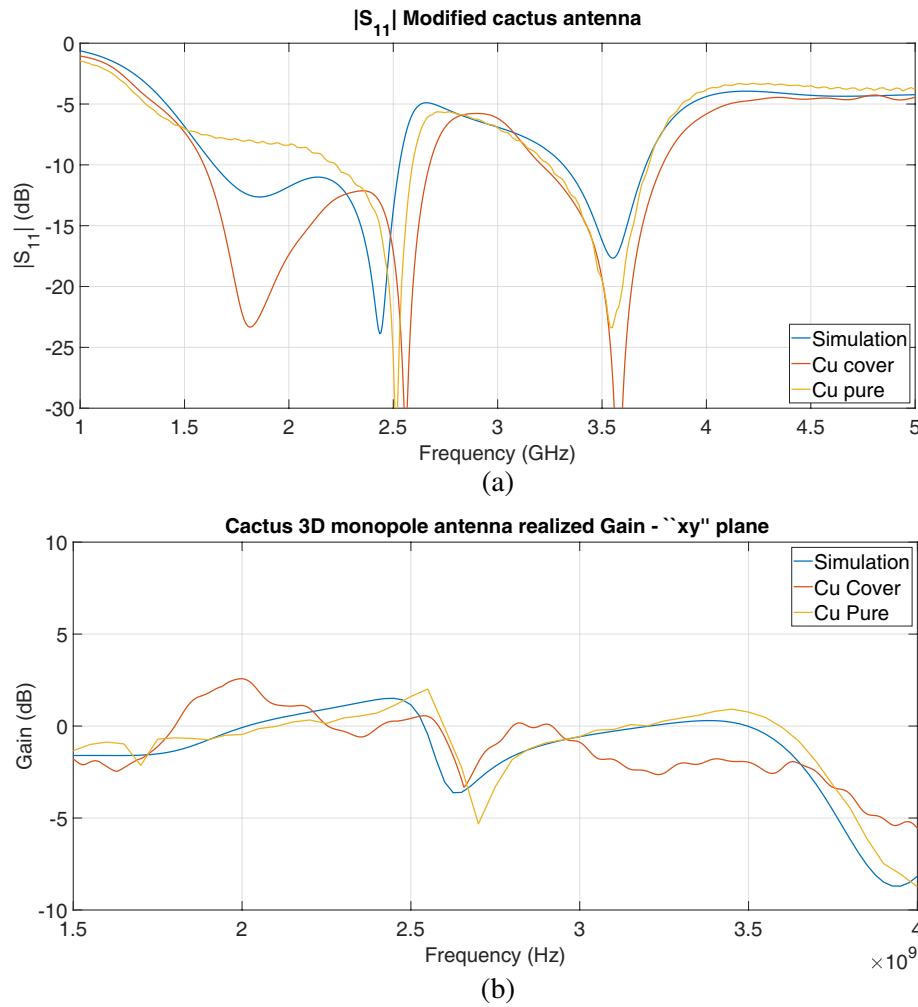 |S11| Modified cactus antenna
0
-5
-10
-15
-20
-25
-30
|S11| (dB)
Simulation
Cu cover
Cu pure
1
1.5
2
2.5
3
3.5
4
4.5
5
Frequency (GHz)
(a)
Cactus 3D monopole antenna realized Gain - ``xy'' plane
10
5
0
-5
-10
Gain (dB)
Simulation
Cu Cover
Cu Pure
1.5
2
2.5
3
3.5
4
Frequency (Hz)
×10^9
(b)